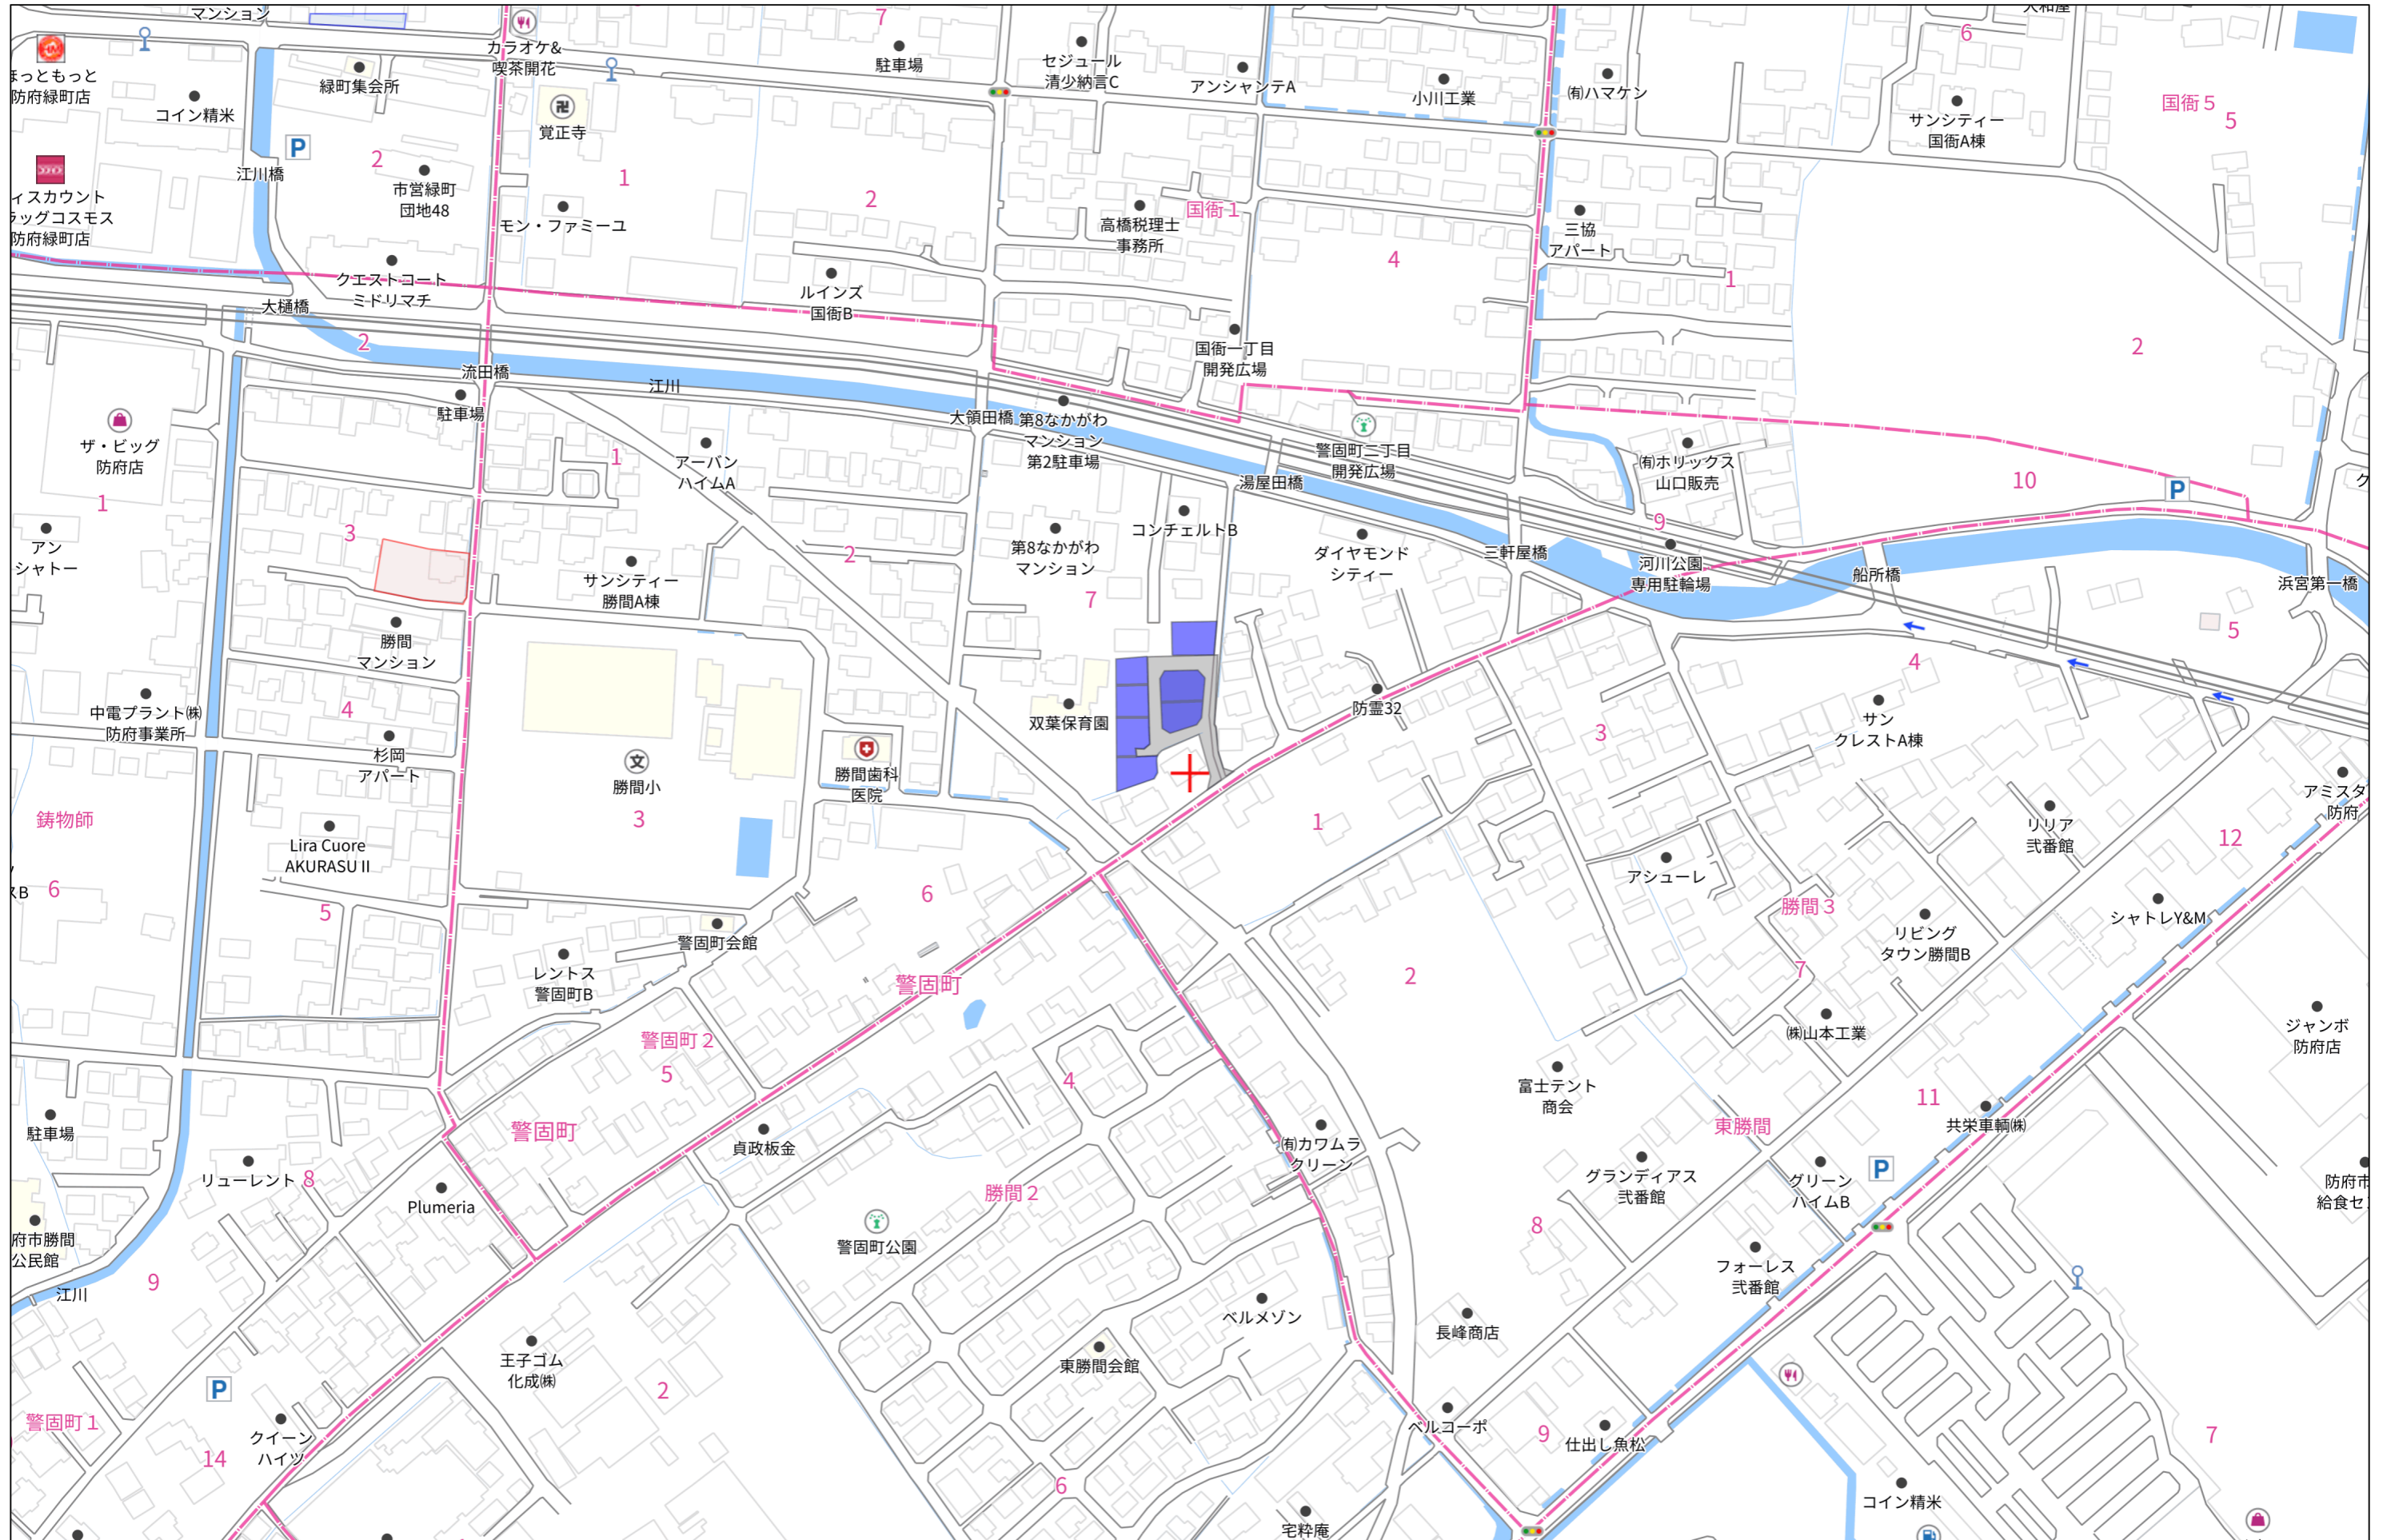 マンション
カラオケ&
喫茶開花
7
駐車場
セジュール
清少納言C
アンシャンテA
小川工業
㈲ハマケン
6
サンシティー
国衙A棟
国衙５
5
ほっともっと
防府緑町店
コイン精米
緑町集会所
P
卍
覚正寺
江川橋
2
市営緑町
団地48
1
モン・ファミーユ
2
高橋税理士
事務所
国衙１
三協
アパート
4
1
ィスカウント
ラッグコスモス
防府緑町店
クエストコート
ミドリマチ
ルインズ
国衙B
大樋橋
2
国衙一丁目
開発広場
2
流田橋
江川
駐車場
大領田橋
第8なかがわ
マンション
第2駐車場
警固町二丁目
開発広場
湯屋田橋
㈲ホリックス
山口販売
10
P
ザ・ビッグ
防府店
1
1
アーバン
ハイムA
コンチェルトB
9
アン
シャトー
3
2
第8なかがわ
マンション
ダイヤモンド
シティー
三軒屋橋
河川公園
専用駐輪場
船所橋
浜宮第一橋
サンシティー
勝間A棟
7
勝間
マンション
5
4
中電プラント㈱
防府事業所
4
双葉保育園
防霊32
3
サン
クレストA棟
杉岡
アパート
文
勝間小
勝間歯科
医院
アミスタ
防府
鋳物師
3
1
リリア
弐番館
12
Lira Cuore
AKURASUⅡ
アシューレ
6
6
5
勝間３
シャトレY&M
警固町会館
リビング
タウン勝間B
レントス
警固町B
警固町
2
7
㈱山本工業
ジャンボ
防府店
警固町２
5
4
富士テント
商会
11
駐車場
警固町
貞政板金
㈲カワムラ
クリーン
東勝間
共栄車輌㈱
リューレント
8
Plumeria
勝間２
グランディアス
弐番館
グリーン
ハイムB
P
防府市
給食セ
府市勝間
公民館
警固町公園
8
フォーレス
弐番館
9
江川
ベルメゾン
長峰商店
王子ゴム
化成㈱
東勝間会館
P
2
警固町１
クイーン
ハイツ
14
ベルコーポ
9
仕出し魚松
7
6
コイン精米
宅粋庵